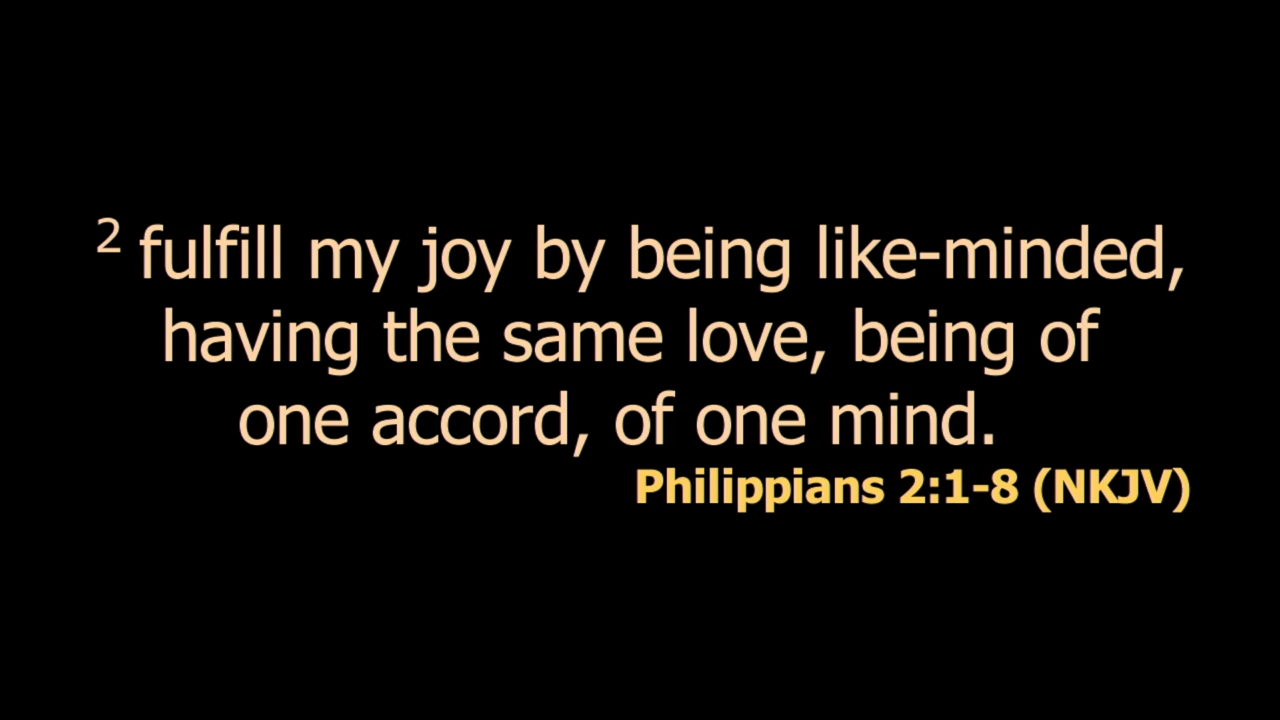 2 fulfill my joy by being like-minded,
having the same love, being of
one accord, of one mind.
Philippians 2:1-8 (NKJV)